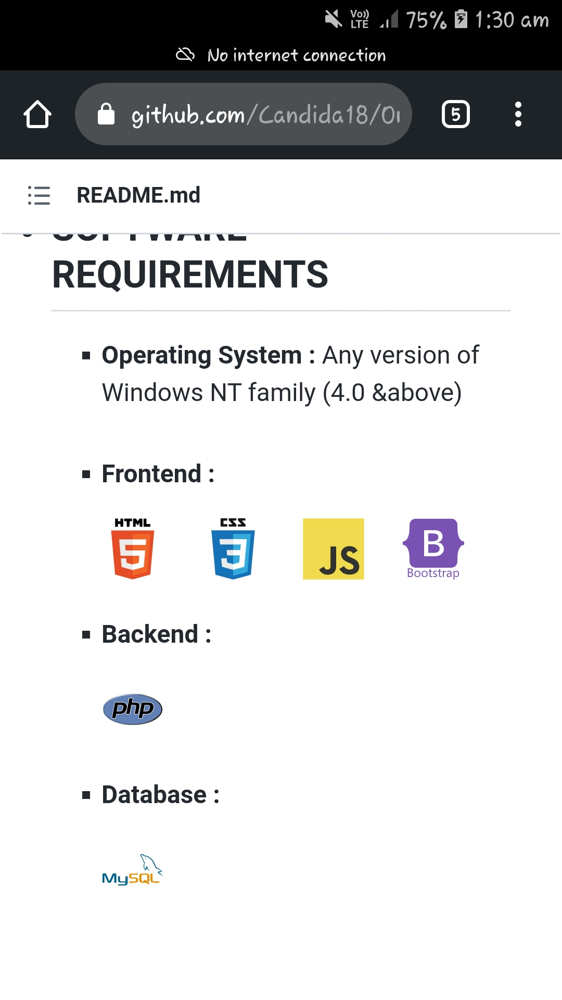 Vo)) LTE 75% 1:30 am
No internet connection
github.com/Candida18/
5
README.md
SOFTWARE
REQUIREMENTS
Operating System : Any version of
Windows NT family (4.0 &above)
Frontend :
HTML CSS
5 3 JS B
Bootstrap
Backend :
php
Database :
MySQL